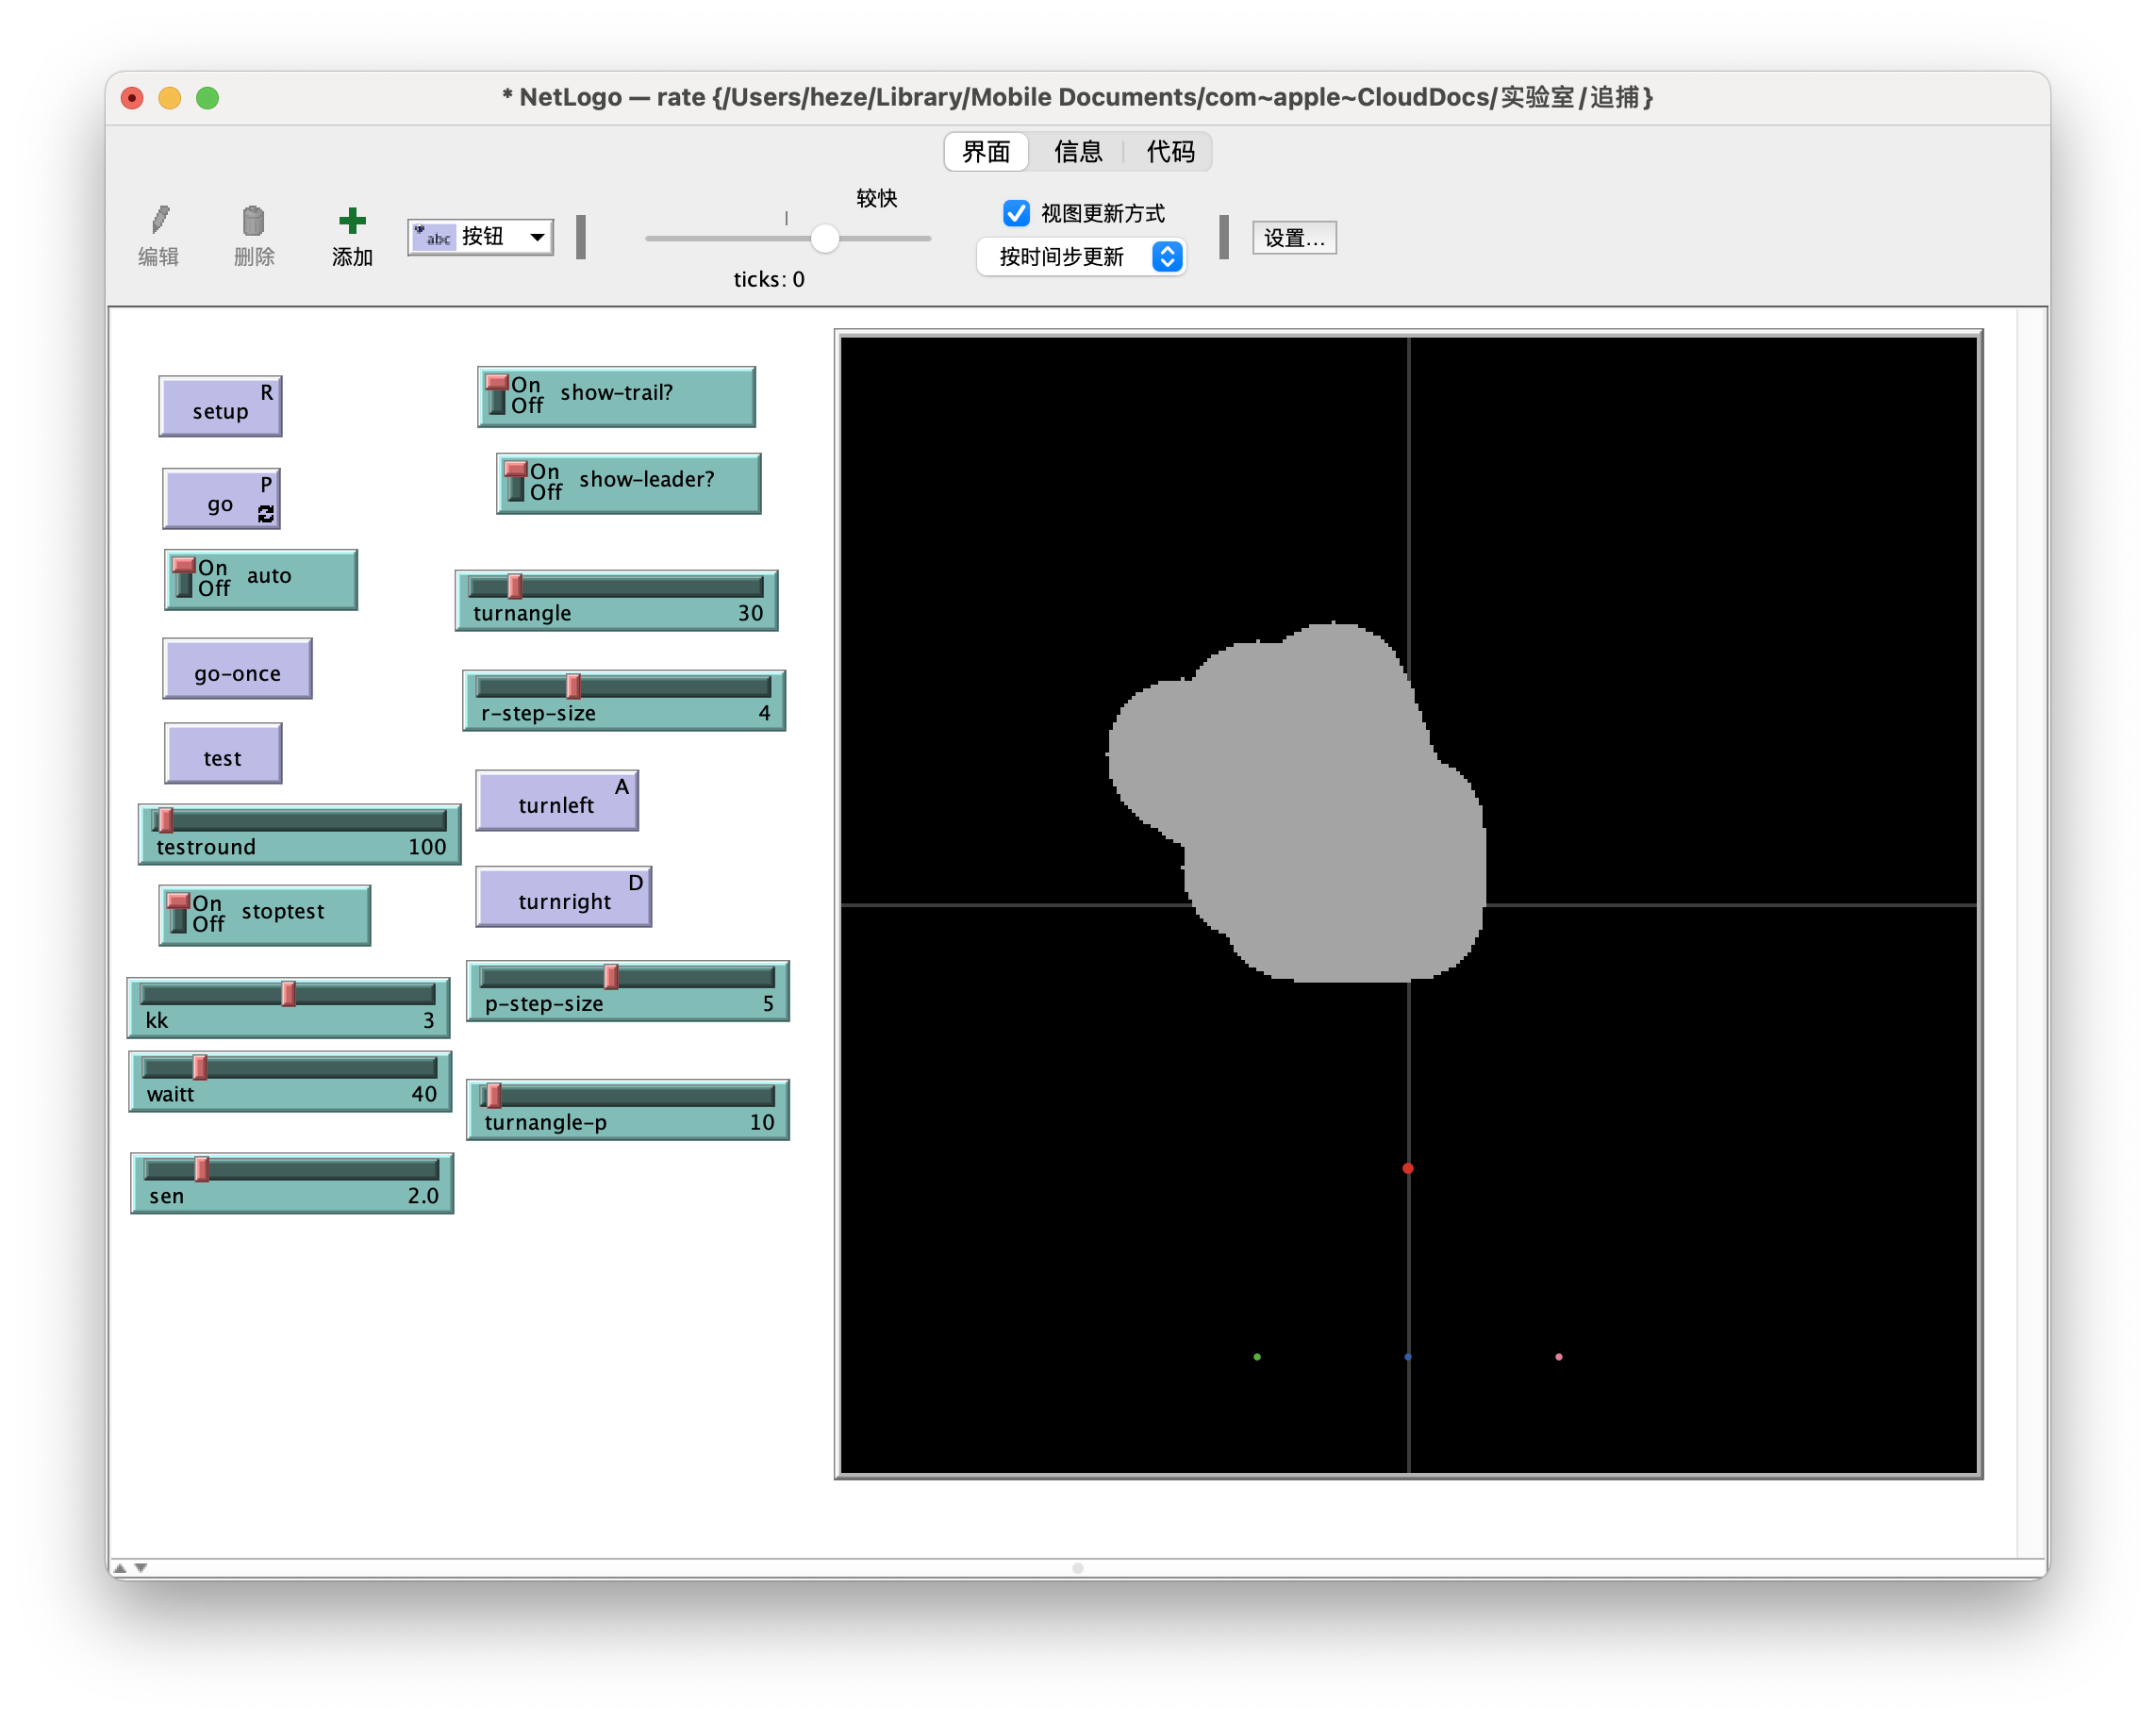 * NetLogo — rate {/Users/heze/Library/Mobile Documents/com~apple~CloudDocs/实验室/追捕}
界面 信息 代码
编辑 删除 添加 abc 按钮
较快
ticks: 0
视图更新方式
按时间步更新
设置...
R
setup
P
go
On
Off
auto
go-once
test
testround 100
On
Off
stoptest
kk 3
waitt 40
sen 2.0
On
Off
show-trail?
On
Off
show-leader?
turnangle 30
r-step-size 4
A
turnleft
D
turnright
p-step-size 5
turnangle-p 10